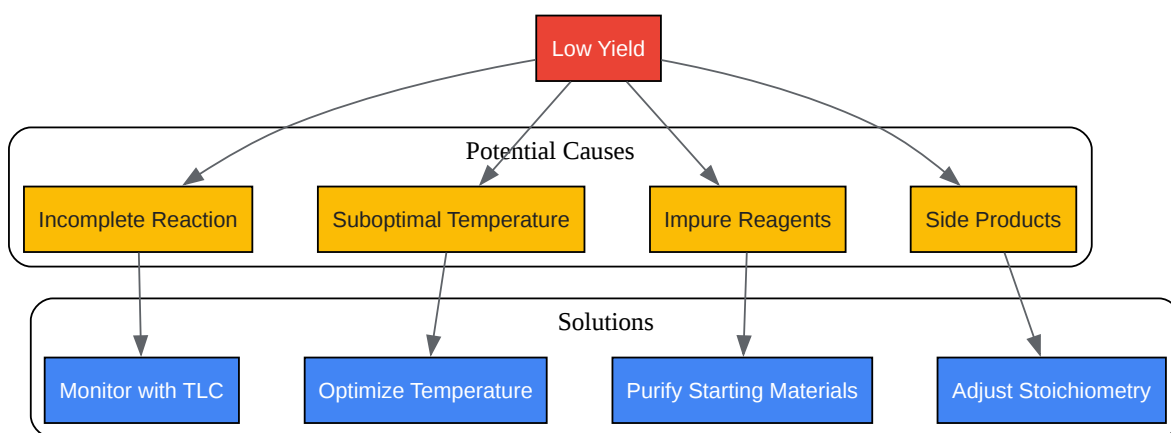 Low Yield
Potential Causes
Incomplete Reaction
Suboptimal Temperature
Impure Reagents
Side Products
Solutions
Monitor with TLC
Optimize Temperature
Purify Starting Materials
Adjust Stoichiometry